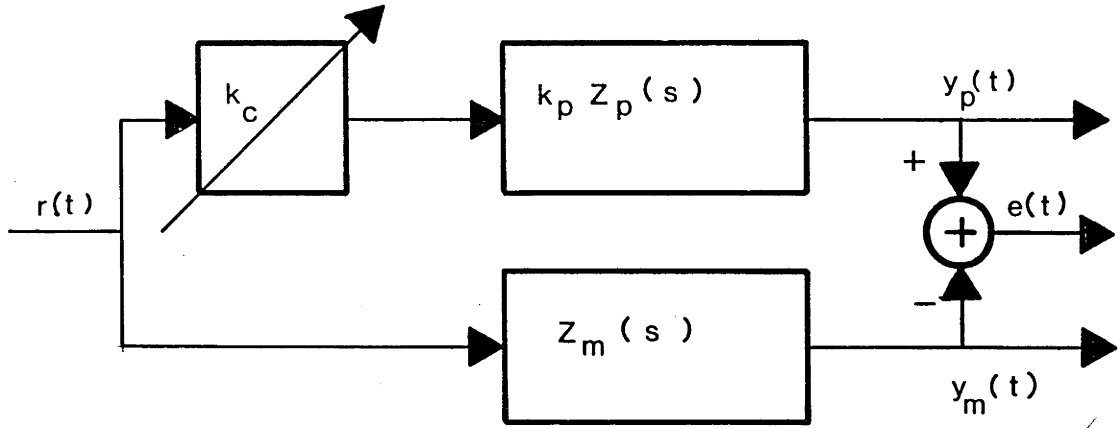 k_c
k_p Z_p(s)
y_p(t)
+
r(t)
+
e(t)
−
Z_m(s)
y_m(t)